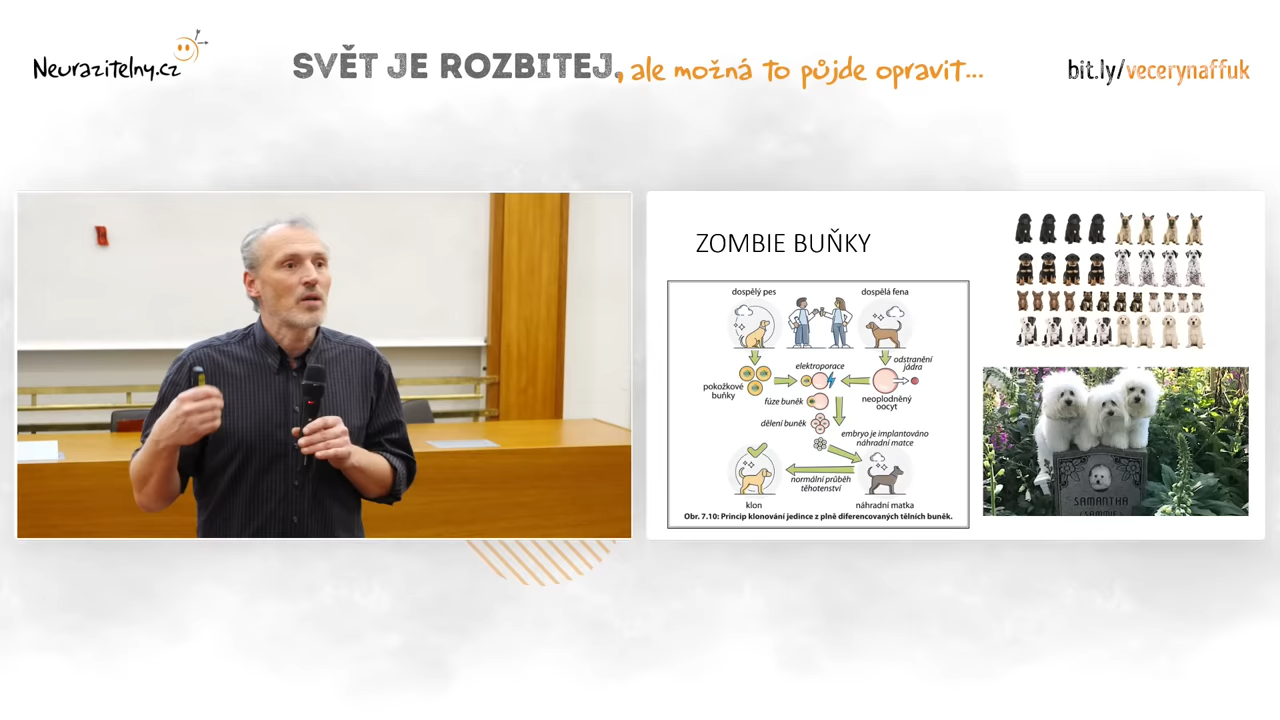 Neurazitelny.cz
SVĚT JE ROZBITEJ, ale možná to půjde opravit...
bit.ly/vecerynaffuk
ZOMBIE BUŇKY
dospělý pes
dospělá fena
elektroporace
odstranění
jádra
pokožkové
buňky
fúze buněk
neoplodněný
oocyt
dělení buněk
embryo je implantováno
náhradní matce
normální průběh
těhotenství
klon
náhradní matka
Obr. 7.10: Princip klonování jedince z plně diferencovaných tělních buněk.
SAMANTHA
(SAMMIE)